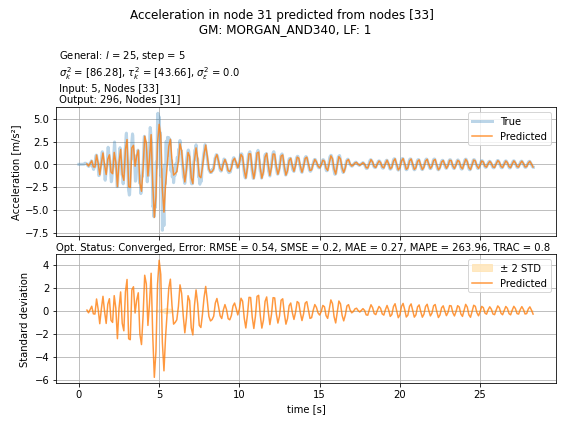 Acceleration in node 31 predicted from nodes [33]
GM: MORGAN_AND340, LF: 1
General: l = 25, step = 5
σ²ₖ = [86.28], τ²ₖ = [43.66], σ²ε = 0.0
Input: 5, Nodes [33]
Output: 296, Nodes [31]
Acceleration [m/s²]
5.0
2.5
0.0
−2.5
−5.0
−7.5
True
Predicted
Opt. Status: Converged, Error: RMSE = 0.54, SMSE = 0.2, MAE = 0.27, MAPE = 263.96, TRAC = 0.8
Standard deviation
4
2
0
−2
−4
−6
± 2 STD
Predicted
0
5
10
15
20
25
time [s]